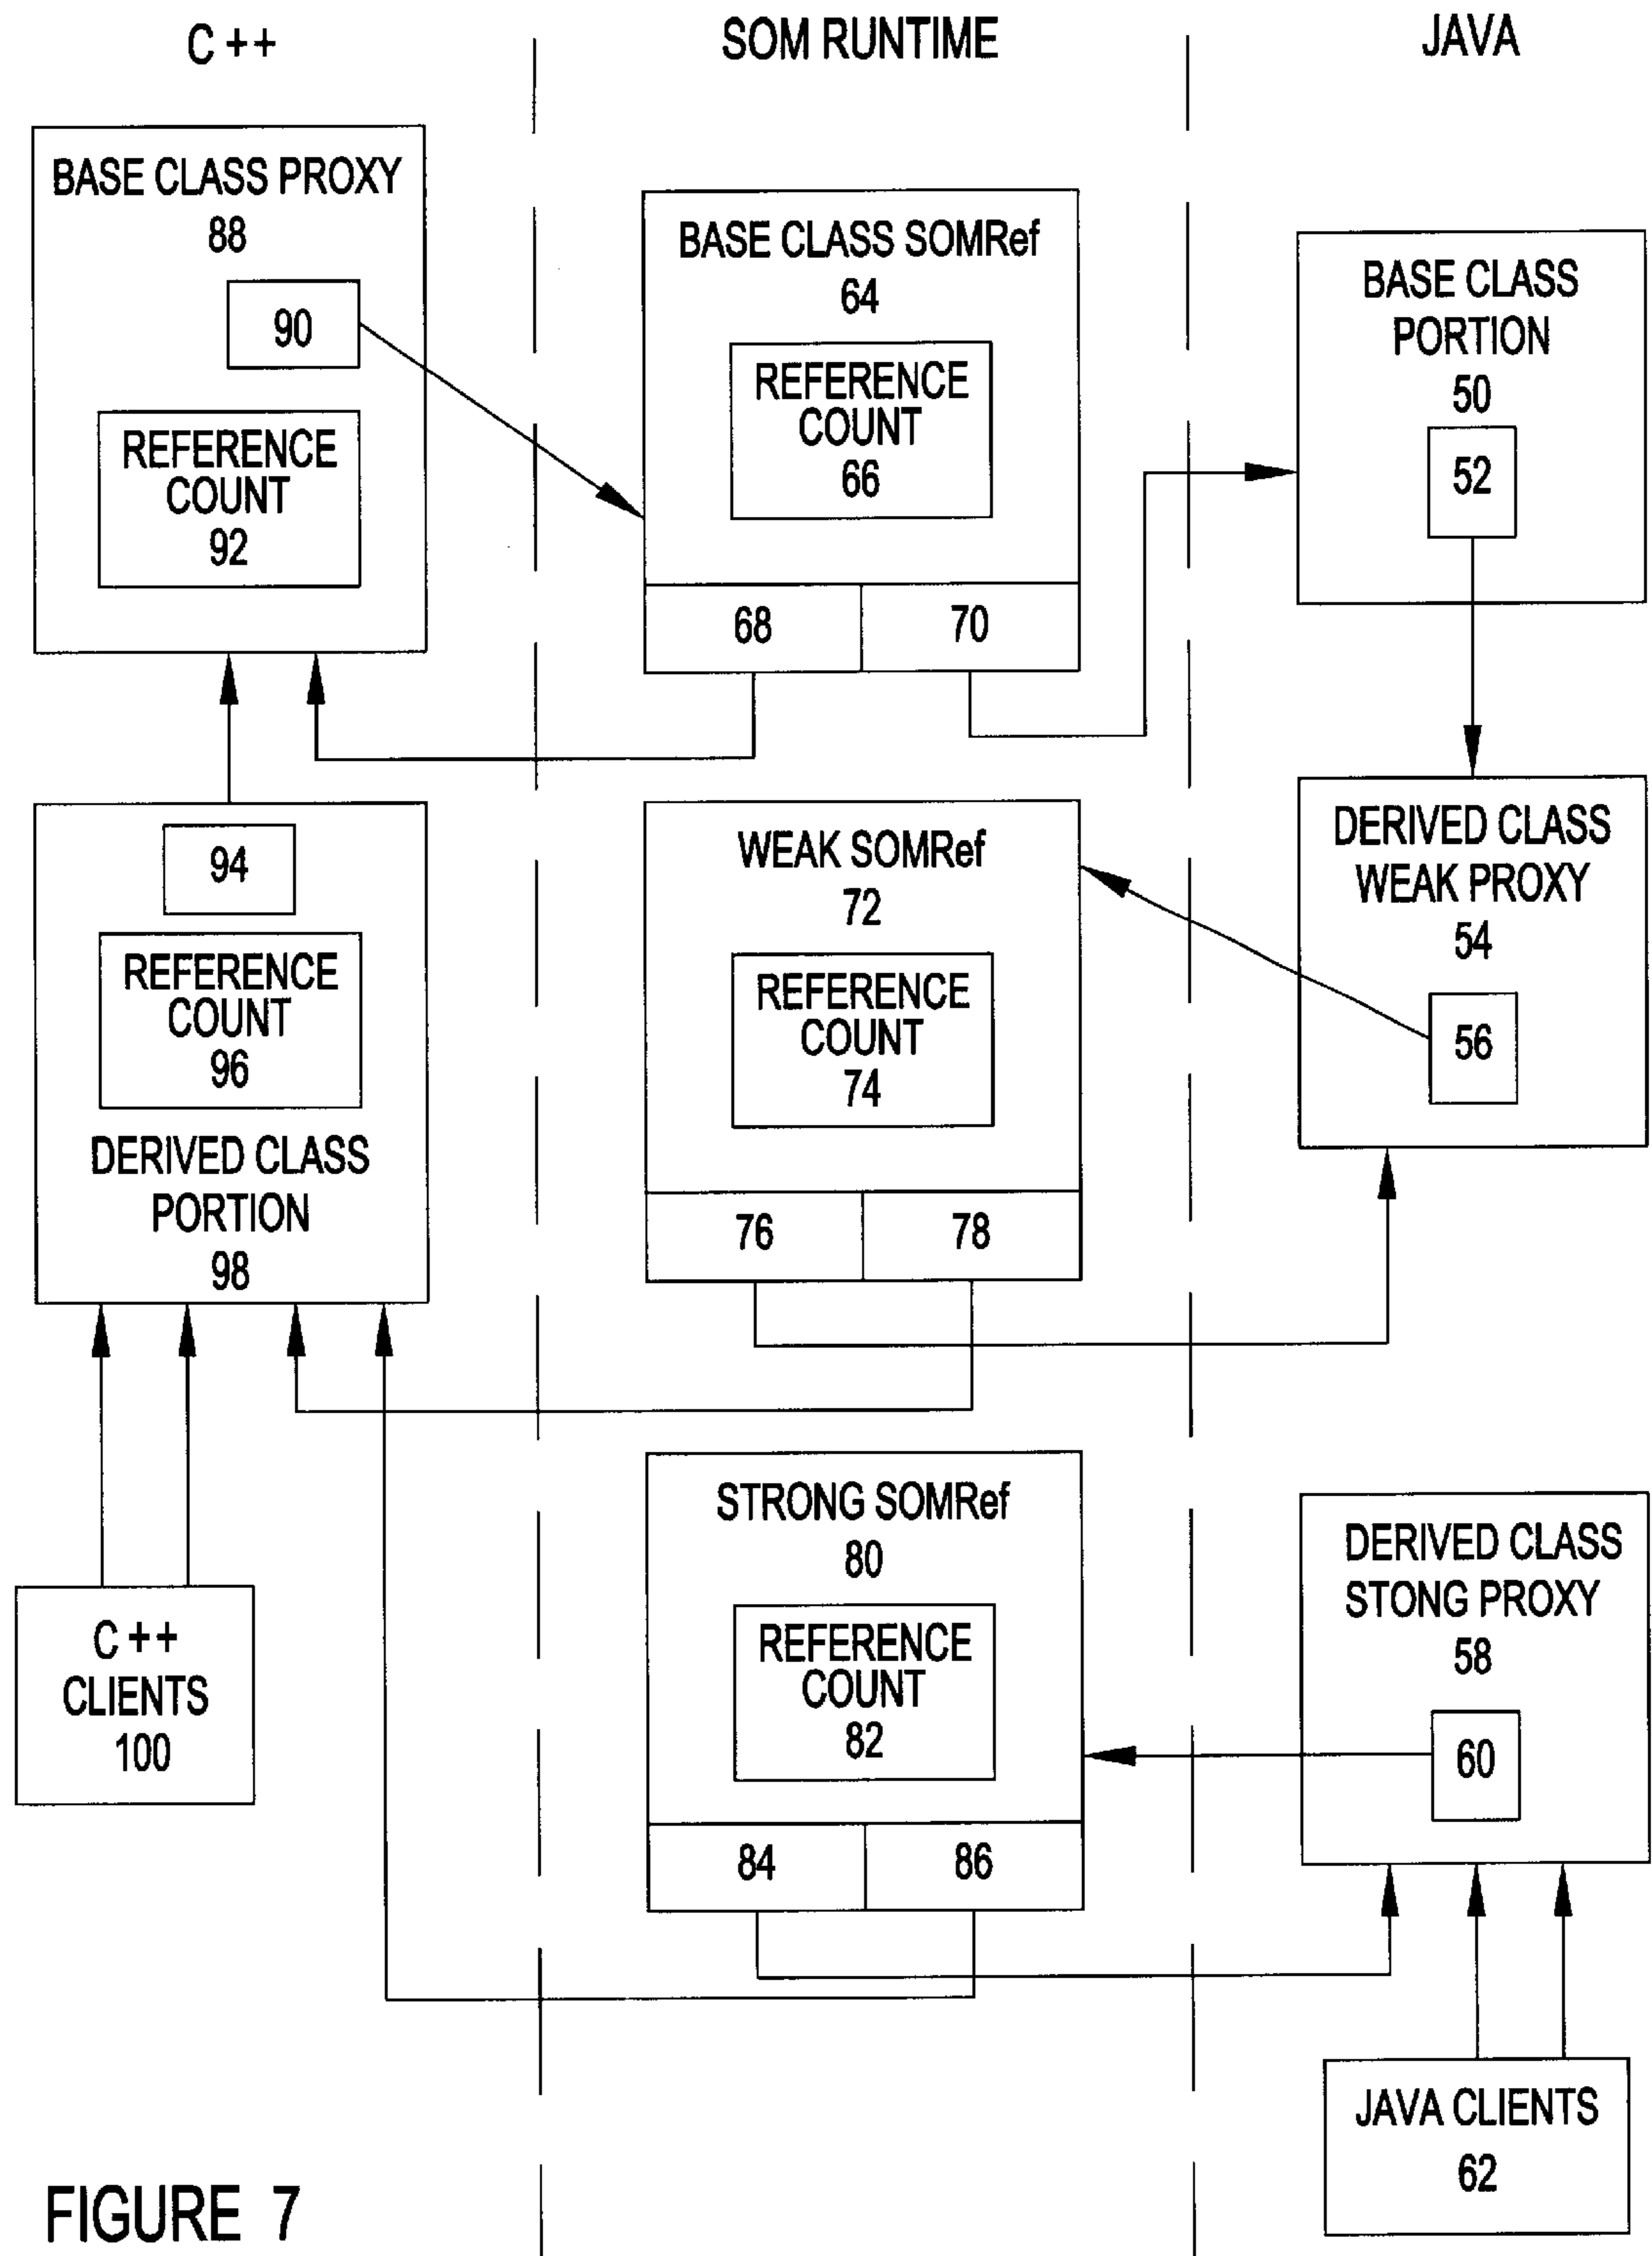 C ++
SOM RUNTIME
JAVA
BASE CLASS PROXY
88
90
REFERENCE
COUNT
92
BASE CLASS SOMRef
64
REFERENCE
COUNT
66
68
70
BASE CLASS
PORTION
50
52
94
REFERENCE
COUNT
96
DERIVED CLASS
PORTION
98
WEAK SOMRef
72
REFERENCE
COUNT
74
76
78
DERIVED CLASS
WEAK PROXY
54
56
C ++
CLIENTS
100
STRONG SOMRef
80
REFERENCE
COUNT
82
84
86
DERIVED CLASS
STONG PROXY
58
60
JAVA CLIENTS
62
FIGURE 7